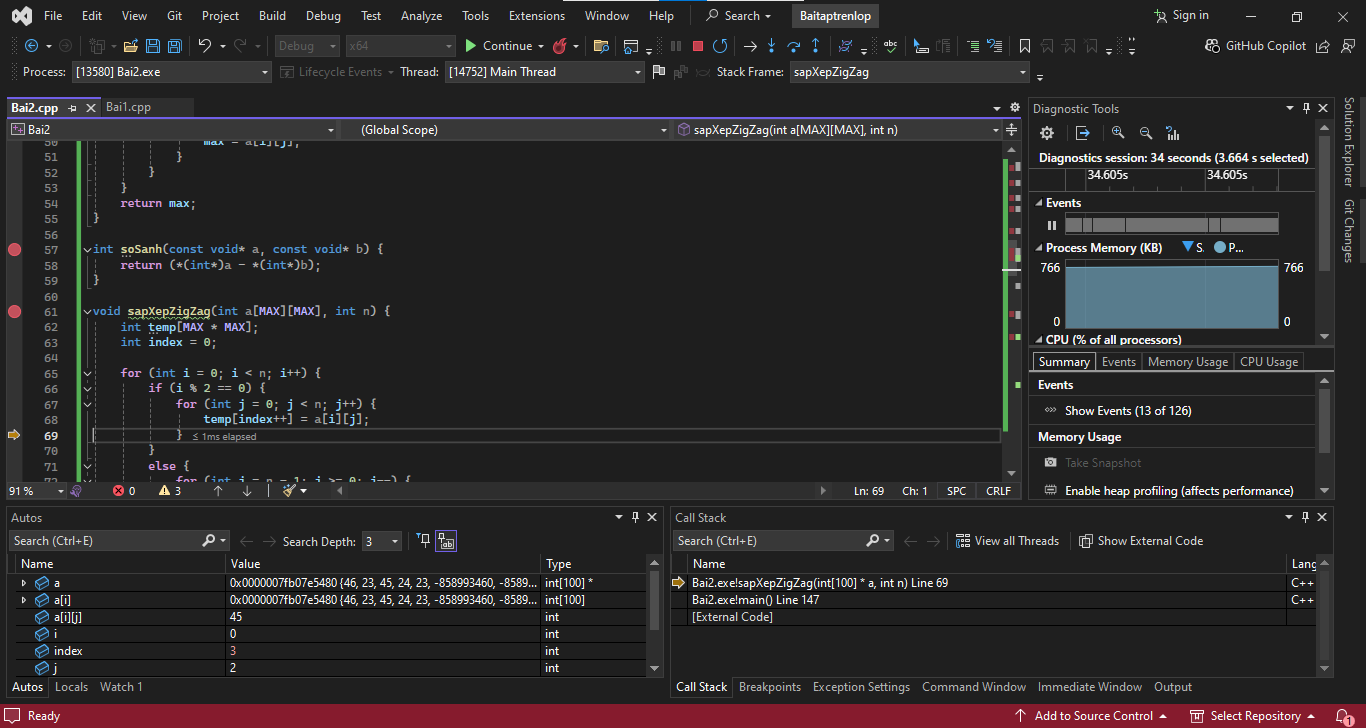 File Edit View Git Project Build Debug Test Analyze Tools Extensions Window Help Search Baitaptrenlop Sign in
Debug x64 Continue GitHub Copilot
Process: [13580] Bai2.exe Lifecycle Events Thread: [14752] Main Thread Stack Frame: sapXepZigZag
Bai2.cpp Bai1.cpp
Bai2 (Global Scope) sapXepZigZag(int a[MAX][MAX], int n)
50 max = a[i][j];
51 }
52 }
53 }
54 return max;
55 }
56
57 int soSanh(const void* a, const void* b) {
58 return (*(int*)a - *(int*)b);
59 }
60
61 void sapXepZigZag(int a[MAX][MAX], int n) {
62 int temp[MAX * MAX];
63 int index = 0;
64
65 for (int i = 0; i < n; i++) {
66 if (i % 2 == 0) {
67 for (int j = 0; j < n; j++) {
68 temp[index++] = a[i][j];
69 } ≤ 1ms elapsed
70 }
71 else {
72 for (int j = n - 1; j >= 0; j--) {
91 % 0 3 Ln: 69 Ch: 1 SPC CRLF
Diagnostic Tools
Diagnostics session: 34 seconds (3.664 s selected)
34.605s 34.605s
Events
Process Memory (KB) S. P...
766 766
0 0
CPU (% of all processors)
Summary Events Memory Usage CPU Usage
Events
Show Events (13 of 126)
Memory Usage
Take Snapshot
Enable heap profiling (affects performance)
Solution Explorer
Git Changes
Autos
Search (Ctrl+E) Search Depth: 3
Name Value Type
a 0x0000007fb07e5480 {46, 23, 45, 24, 23, -858993460, -8589... int[100] *
a[i] 0x0000007fb07e5480 {46, 23, 45, 24, 23, -858993460, -8589... int[100]
a[i][j] 45 int
i 0 int
index 3 int
j 2 int
Autos Locals Watch 1
Call Stack
Search (Ctrl+E) View all Threads Show External Code
Name Lang
Bai2.exe!sapXepZigZag(int[100] * a, int n) Line 69 C++
Bai2.exe!main() Line 147 C++
[External Code]
Call Stack Breakpoints Exception Settings Command Window Immediate Window Output
Ready Add to Source Control Select Repository 1